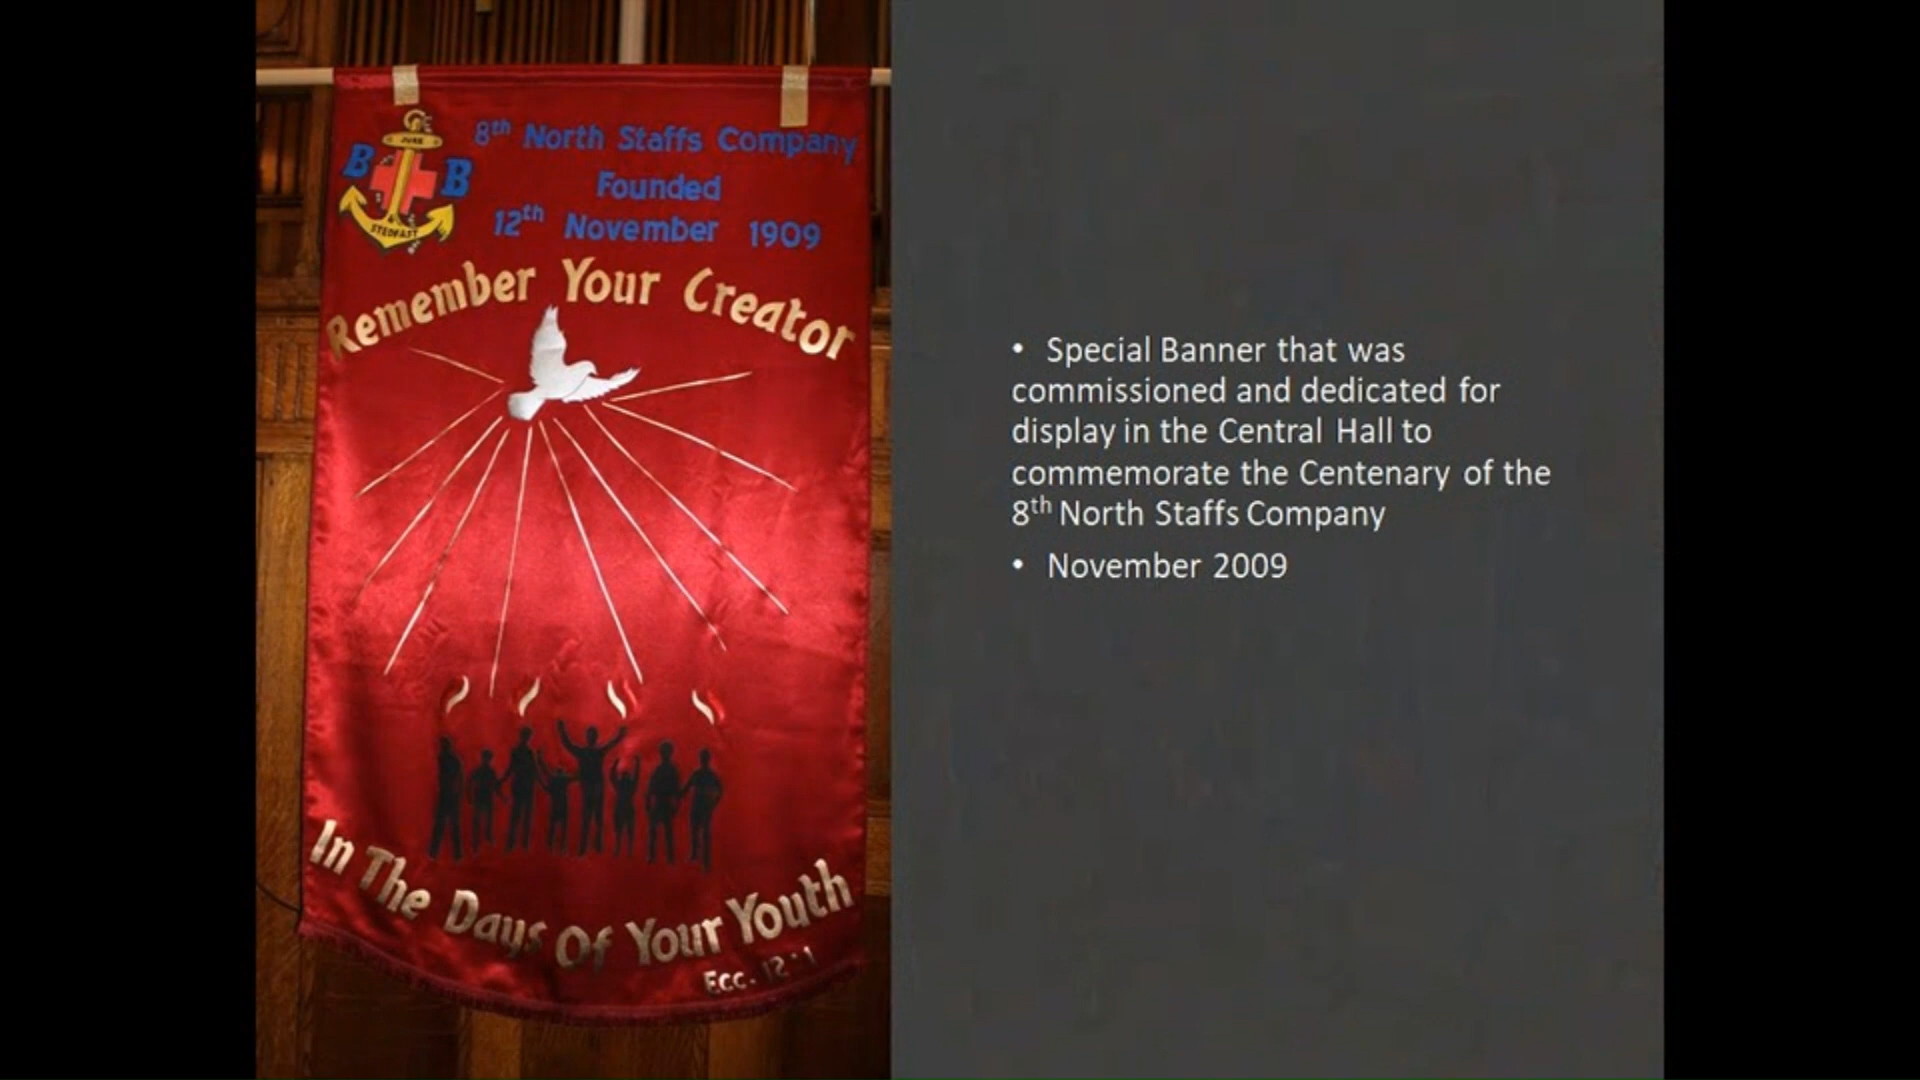 8th North Staffs Company
B B
SURE
& STEDFAST
Founded
12th November 1909
Remember Your Creator
In The Days Of Your Youth
Ecc. 12:1
• Special Banner that was
commissioned and dedicated for
display in the Central Hall to
commemorate the Centenary of the
8th North Staffs Company
• November 2009